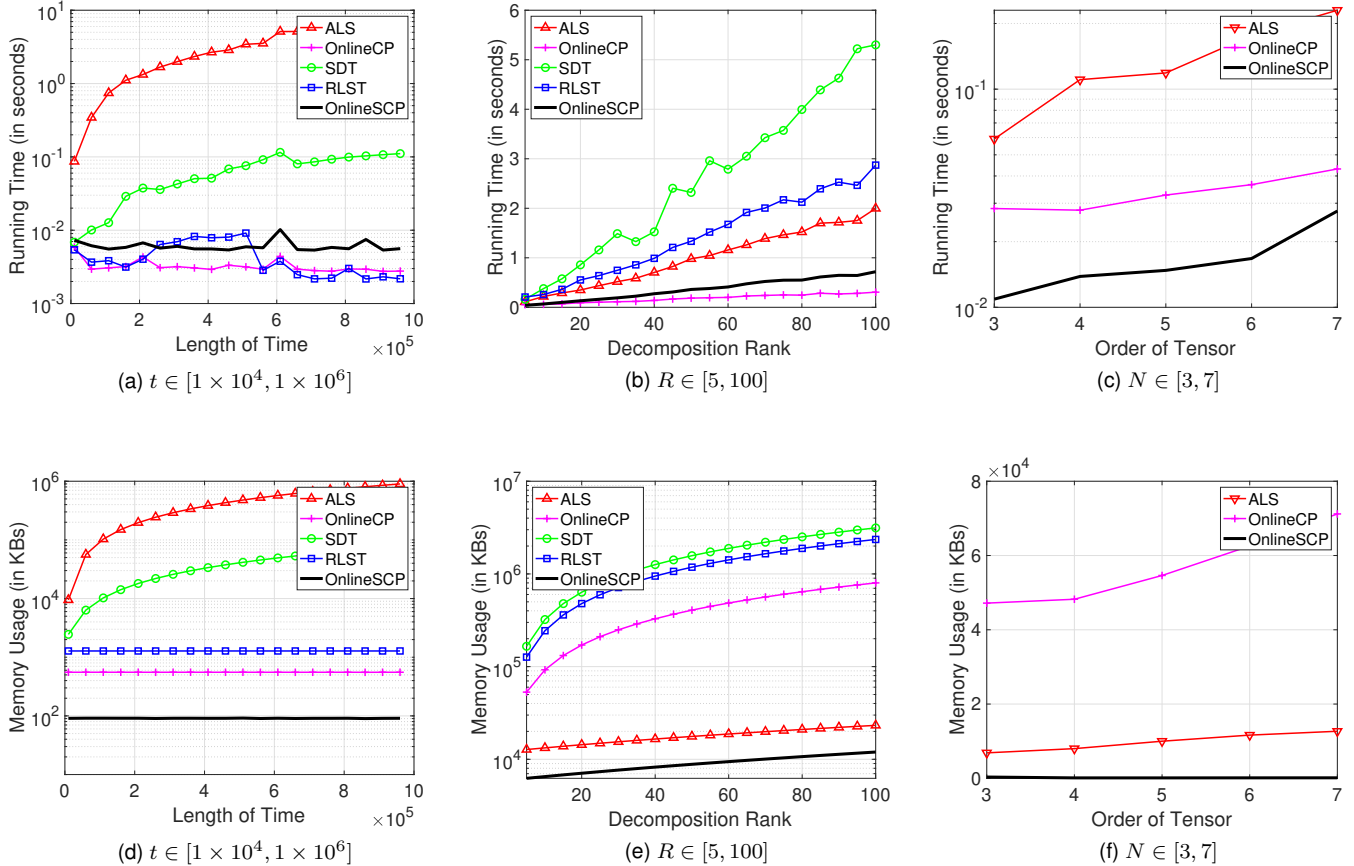 10^1
10^0
10^-1
10^-2
10^-3
Running Time (in seconds)
ALS
OnlineCP
SDT
RLST
OnlineSCP
0 2 4 6 8 10
Length of Time ×10^5
(a) t ∈ [1 × 10^4, 1 × 10^6]
6
5
4
3
2
1
0
Running Time (in seconds)
ALS
OnlineCP
SDT
RLST
OnlineSCP
20 40 60 80 100
Decomposition Rank
(b) R ∈ [5, 100]
10^-1
10^-2
Running Time (in seconds)
ALS
OnlineCP
OnlineSCP
3 4 5 6 7
Order of Tensor
(c) N ∈ [3, 7]
10^6
10^4
10^2
Memory Usage (in KBs)
ALS
OnlineCP
SDT
RLST
OnlineSCP
0 2 4 6 8 10
Length of Time ×10^5
(d) t ∈ [1 × 10^4, 1 × 10^6]
10^7
10^6
10^5
10^4
Memory Usage (in KBs)
ALS
OnlineCP
SDT
RLST
OnlineSCP
20 40 60 80 100
Decomposition Rank
(e) R ∈ [5, 100]
×10^4
8
6
4
2
0
Memory Usage (in KBs)
ALS
OnlineCP
OnlineSCP
3 4 5 6 7
Order of Tensor
(f) N ∈ [3, 7]